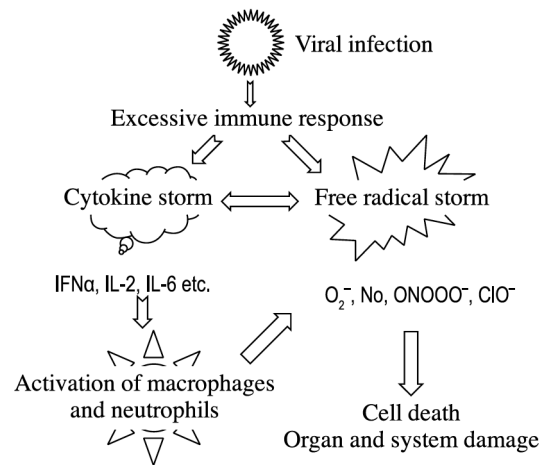 Viral infection
Excessive immune response
Cytokine storm
Free radical storm
IFNα, IL-2, IL-6 etc.
O₂⁻, No, ONOOO⁻, ClO⁻
Activation of macrophages
and neutrophils
Cell death
Organ and system damage